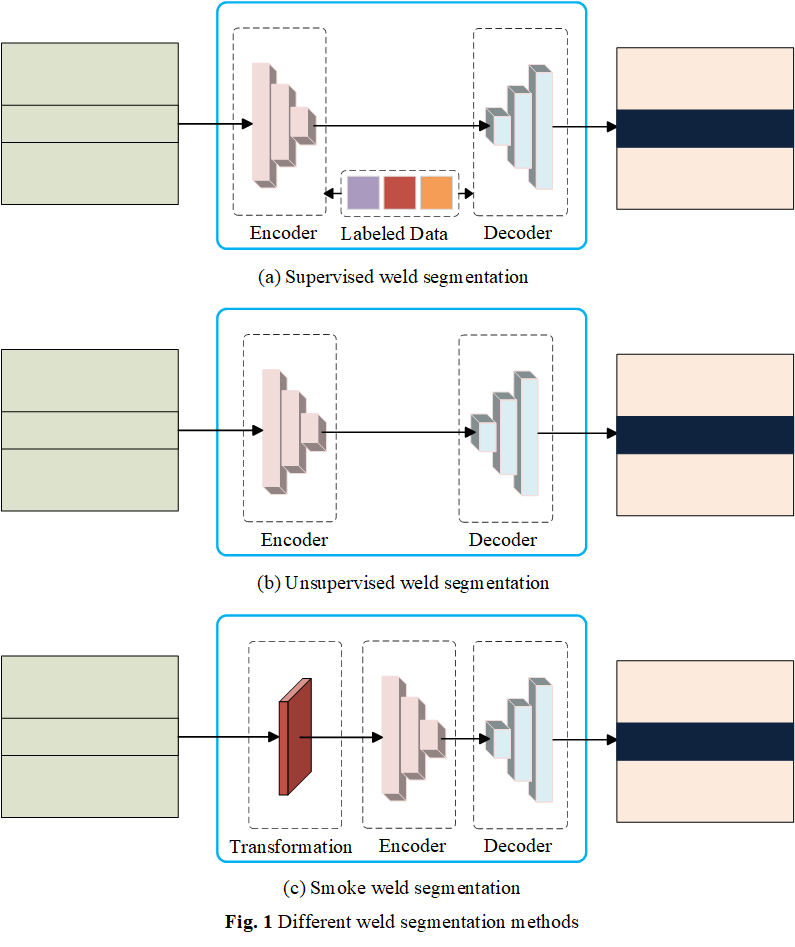 Encoder
Labeled Data
Decoder
(a) Supervised weld segmentation
Encoder
Decoder
(b) Unsupervised weld segmentation
Transformation
Encoder
Decoder
(c) Smoke weld segmentation
Fig. 1 Different weld segmentation methods